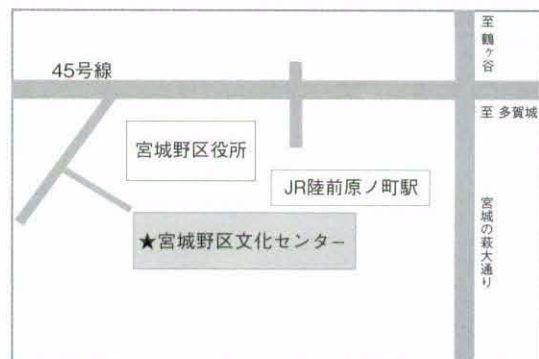 至 鶴ヶ谷
45号線
至 多賀城
宮城野区役所
JR陸前原ノ町駅
宮城の萩大通り
★宮城野区文化センター